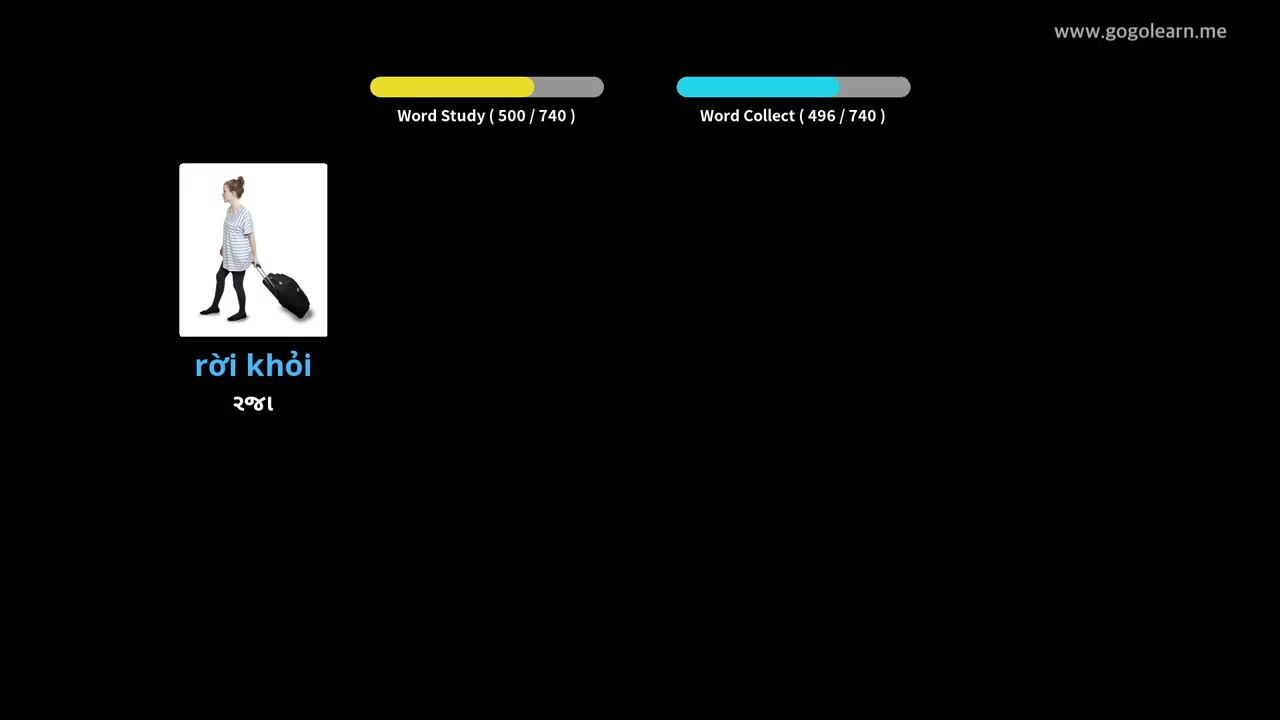 www.gogolearn.me
Word Study ( 500 / 740 )
Word Collect ( 496 / 740 )
rời khỏi
રજા